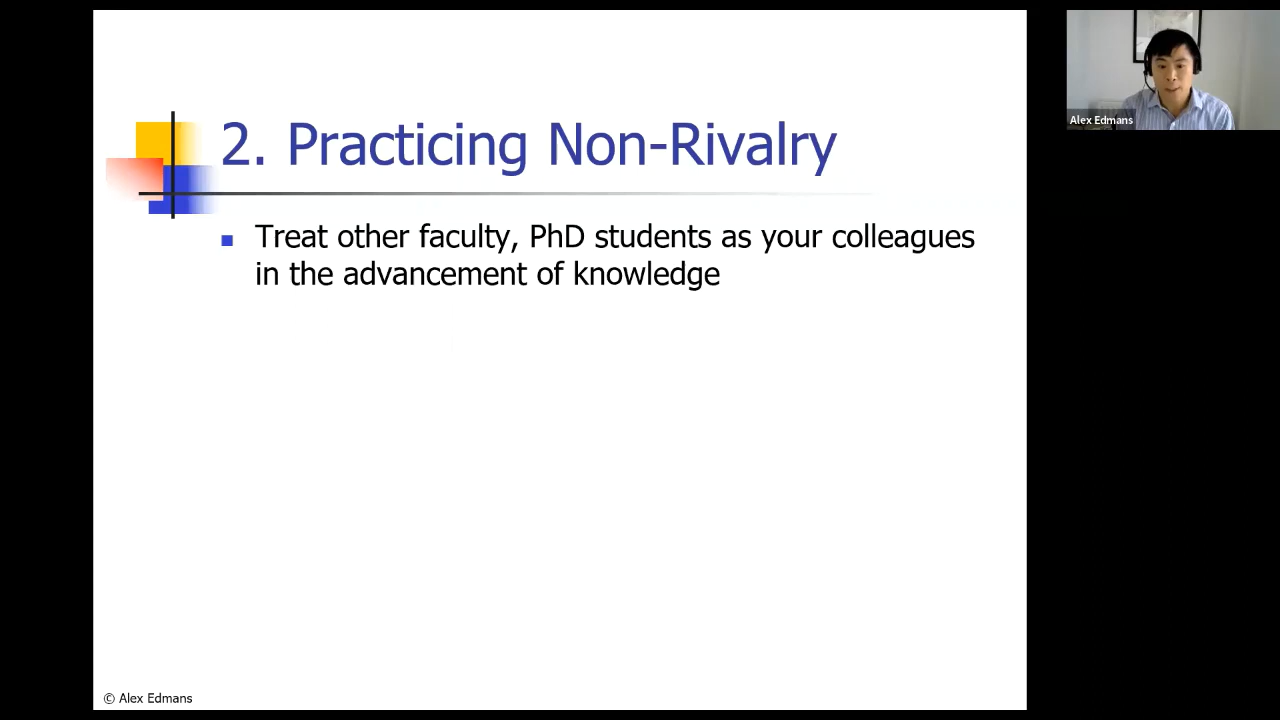 2. Practicing Non-Rivalry
Treat other faculty, PhD students as your colleagues
in the advancement of knowledge
© Alex Edmans
Alex Edmans